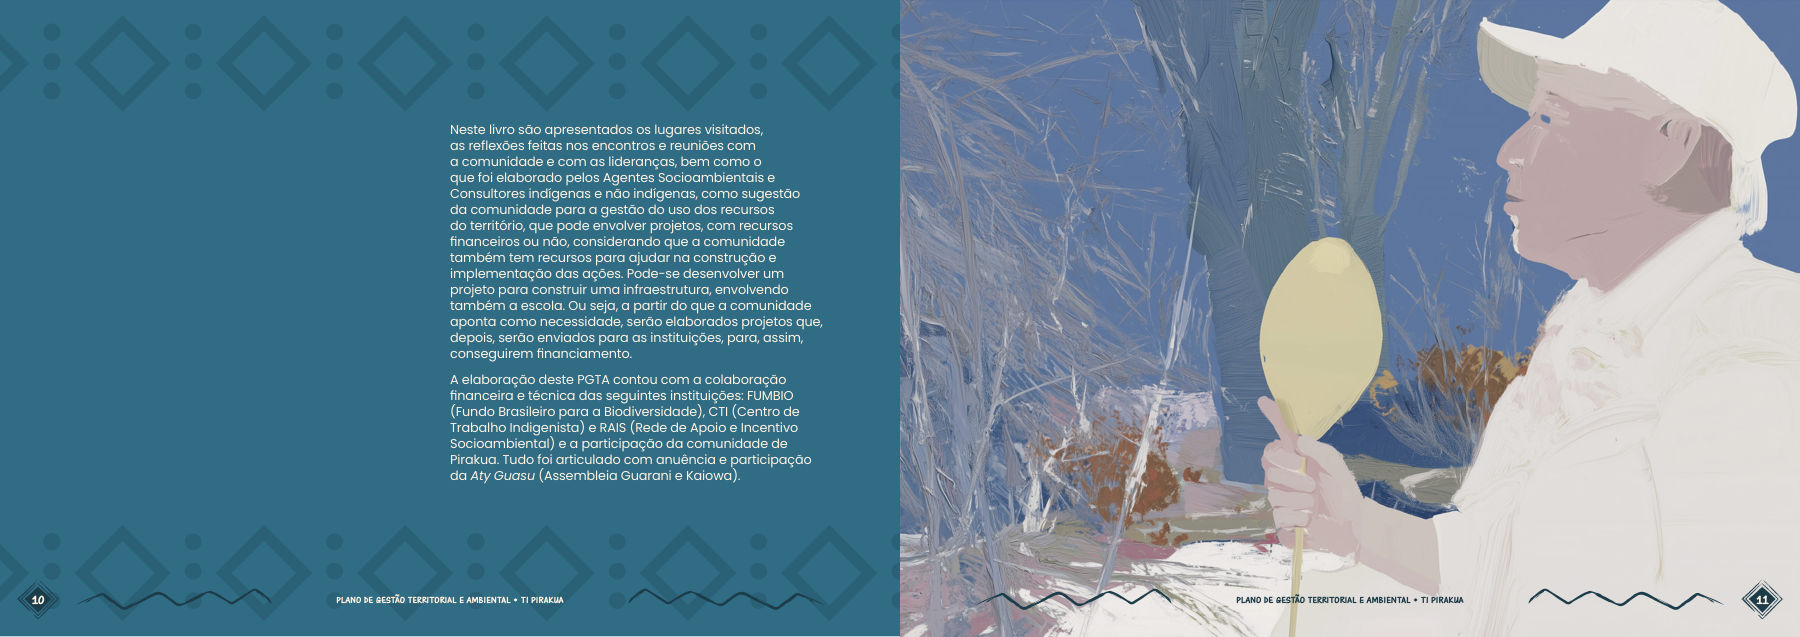 Neste livro são apresentados os lugares visitados,
as reflexões feitas nos encontros e reuniões com
a comunidade e com as lideranças, bem como o
que foi elaborado pelos Agentes Socioambientais e
Consultores indígenas e não indígenas, como sugestão
da comunidade para a gestão do uso dos recursos
do território, que pode envolver projetos, com recursos
financeiros ou não, considerando que a comunidade
também tem recursos para ajudar na construção e
implementação das ações. Pode-se desenvolver um
projeto para construir uma infraestrutura, envolvendo
também a escola. Ou seja, a partir do que a comunidade
aponta como necessidade, serão elaborados projetos que,
depois, serão enviados para as instituições, para, assim,
conseguirem financiamento.
A elaboração deste PGTA contou com a colaboração
financeira e técnica das seguintes instituições: FUMBIO
(Fundo Brasileiro para a Biodiversidade), CTI (Centro de
Trabalho Indigenista) e RAIS (Rede de Apoio e Incentivo
Socioambiental) e a participação da comunidade de
Pirakua. Tudo foi articulado com anuência e participação
da Aty Guasu (Assembleia Guarani e Kaiowa).
10
PLANO DE GESTÃO TERRITORIAL E AMBIENTAL • TI PIRAKUA
PLANO DE GESTÃO TERRITORIAL E AMBIENTAL • TI PIRAKUA
11